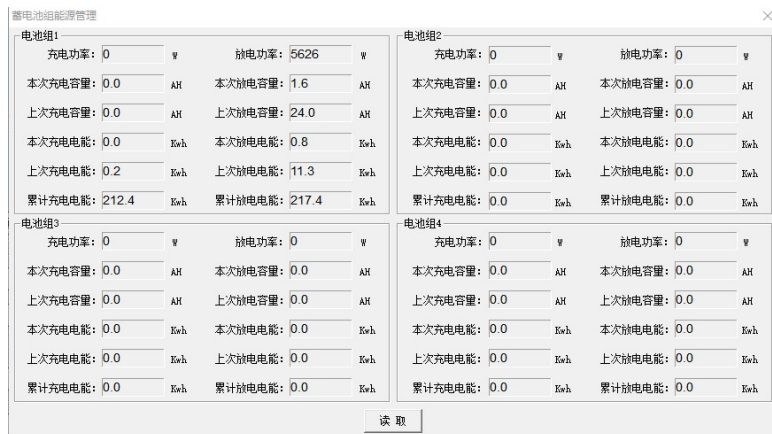 蓄电池组能源管理
电池组1
充电功率: 0 W 放电功率: 5626 W
本次充电容量: 0.0 AH 本次放电容量: 1.6 AH
上次充电容量: 0.0 AH 上次放电容量: 24.0 AH
本次充电电能: 0.0 Kwh 本次放电电能: 0.8 Kwh
上次充电电能: 0.2 Kwh 上次放电电能: 11.3 Kwh
累计充电电能: 212.4 Kwh 累计放电电能: 217.4 Kwh
电池组2
充电功率: 0 W 放电功率: 0 W
本次充电容量: 0.0 AH 本次放电容量: 0.0 AH
上次充电容量: 0.0 AH 上次放电容量: 0.0 AH
本次充电电能: 0.0 Kwh 本次放电电能: 0.0 Kwh
上次充电电能: 0.0 Kwh 上次放电电能: 0.0 Kwh
累计充电电能: 0.0 Kwh 累计放电电能: 0.0 Kwh
电池组3
充电功率: 0 W 放电功率: 0 W
本次充电容量: 0.0 AH 本次放电容量: 0.0 AH
上次充电容量: 0.0 AH 上次放电容量: 0.0 AH
本次充电电能: 0.0 Kwh 本次放电电能: 0.0 Kwh
上次充电电能: 0.0 Kwh 上次放电电能: 0.0 Kwh
累计充电电能: 0.0 Kwh 累计放电电能: 0.0 Kwh
电池组4
充电功率: 0 W 放电功率: 0 W
本次充电容量: 0.0 AH 本次放电容量: 0.0 AH
上次充电容量: 0.0 AH 上次放电容量: 0.0 AH
本次充电电能: 0.0 Kwh 本次放电电能: 0.0 Kwh
上次充电电能: 0.0 Kwh 上次放电电能: 0.0 Kwh
累计充电电能: 0.0 Kwh 累计放电电能: 0.0 Kwh
读 取